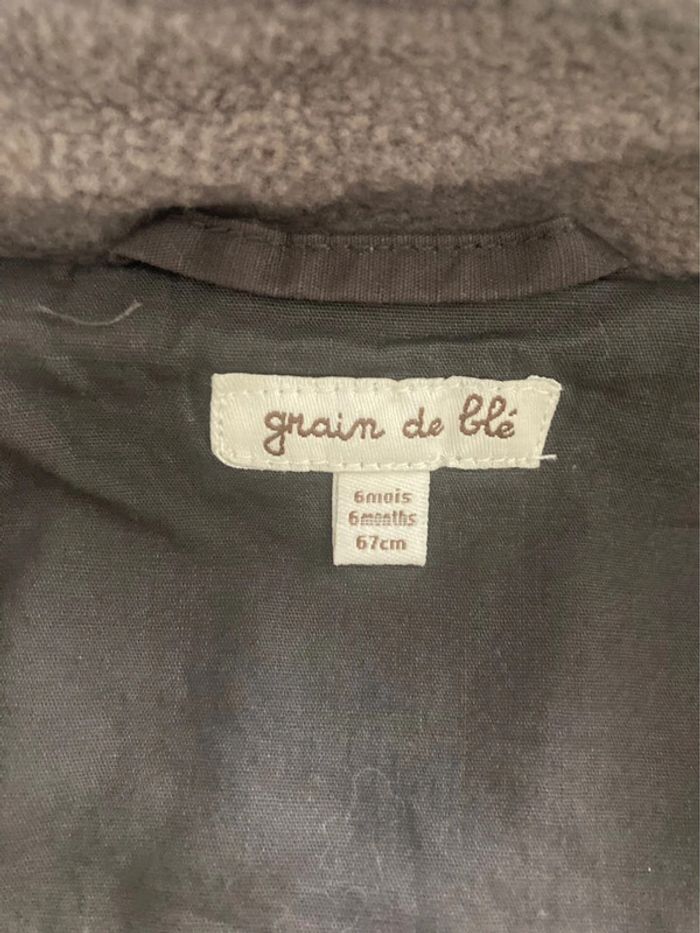 grain de blé
6mois
6months
67cm